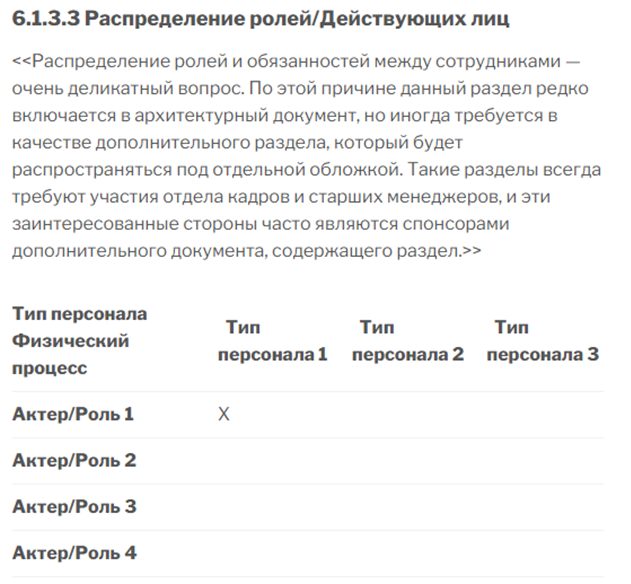 6.1.3.3 Распределение ролей/Действующих лиц
<<Распределение ролей и обязанностей между сотрудниками —
очень деликатный вопрос. По этой причине данный раздел редко
включается в архитектурный документ, но иногда требуется в
качестве дополнительного раздела, который будет
распространяться под отдельной обложкой. Такие разделы всегда
требуют участия отдела кадров и старших менеджеров, и эти
заинтересованные стороны часто являются спонсорами
дополнительного документа, содержащего раздел.>>
Тип персонала
Физический
процесс
Тип
персонала 1
Тип
персонала 2
Тип
персонала 3
Актер/Роль 1 X
Актер/Роль 2
Актер/Роль 3
Актер/Роль 4